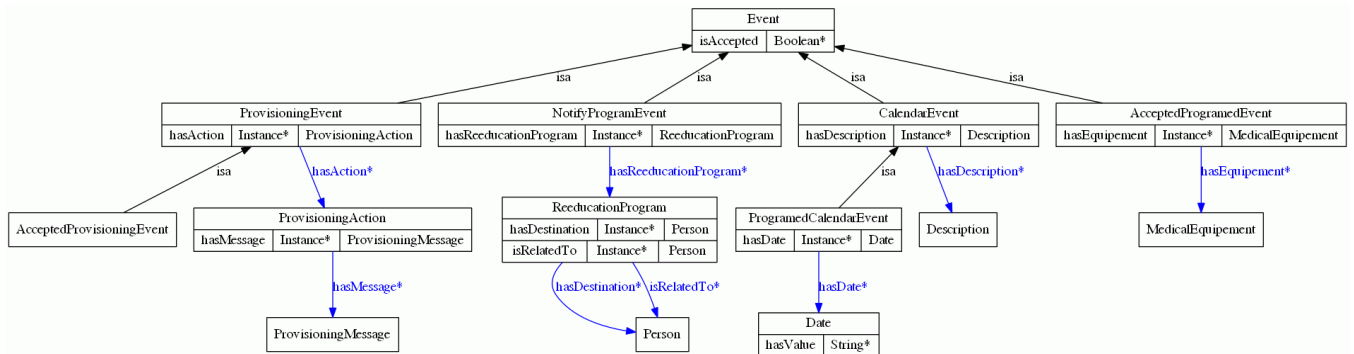 Event
isAccepted Boolean*
isa isa isa isa
ProvisioningEvent NotifyProgramEvent CalendarEvent AcceptedProgramedEvent
hasAction Instance* ProvisioningAction hasReeducationProgram Instance* ReeducationProgram hasDescription Instance* Description hasEquipement Instance* MedicalEquipement
isa hasAction* hasReeducationProgram* isa hasDescription* hasEquipement*
ReeducationProgram
AcceptedProvisioningEvent ProvisioningAction hasDestination Instance* Person ProgramedCalendarEvent Description MedicalEquipement
hasMessage Instance* ProvisioningMessage isRelatedTo Instance* Person hasDate Instance* Date
hasMessage* hasDestination* isRelatedTo* hasDate*
ProvisioningMessage Person Date
hasValue String*